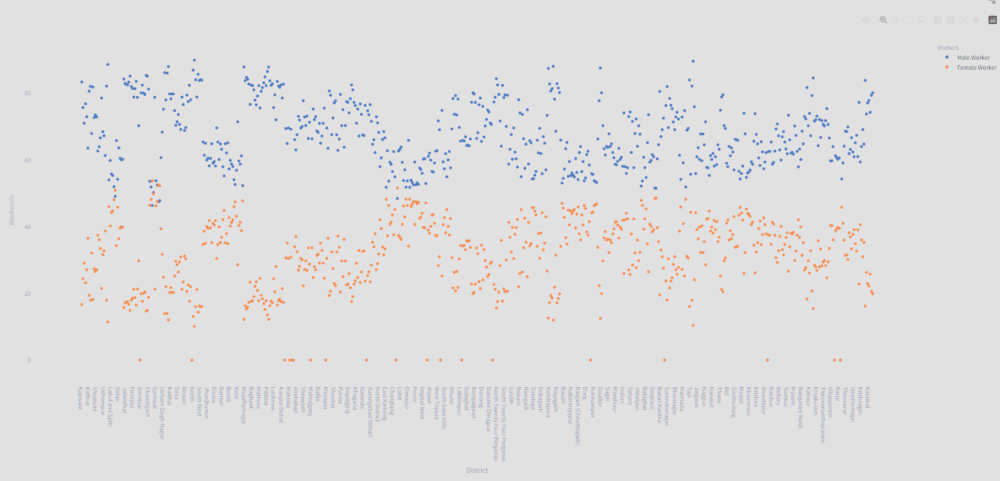 Workers
Male Worker
Female Worker
80
60
40
20
0
Workers%
Kupwara
Kathua
Shupiyan
Udhampur
Lahul and Spiti
Solan
Jalandhar
Firozpur
Amritsar
Chandigarh
Garhwal
Udham Singh Nagar
Kaithal
Sirsa
Rewari
North
South West
Jhunjhunun
Dausa
Barmer
Bundi
Kota
Muzaffarnagar
Baghpat
Mathura
Pilibhit
Lucknow
Kanpur Dehat
Mahoba
Allahabad
Shrawasti
Mahrajganj
Ballia
Mirzapur
Sheohar
Purnia
Gopalganj
Khagaria
Nalanda
Aurangabad (Bihar)
North District
East Kameng
Changlang
Lohit
Dimapur
Peren
Imphal West
Aizawl
West Tripura
South Garo Hills
Dhubri
Lakhimpur
Golaghat
Bongaigaon
Darrang
Dakshin Dinajpur
North Twenty Four Parganas
South Twenty Four Parganas
Giridih
Bokaro
Ramgarh
Simdega
Debagarh
Kendrapara
Nayagarh
Baudh
Nabarangapur
Raigarh (Chhattisgarh)
Durg
Narayanpur
Gwalior
Sagar
Mandsaur
Indore
Sehore
Jabalpur
Balaghat
Singrauli
Banas Kantha
Surendranagar
Bhavnagar
Narmada
Tapi
Jalgaon
Nagpur
Nanded
Thane
Bid
Sindhudurg
Medak
Khammam
Krishna
Anantapur
Raichur
Bellary
Tumkur
Mysore
Bangalore Rural
Kannur
Ernakulam
Thiruvananthapuram
Viluppuram
Karur
Thiruvarur
Virudhunagar
Krishnagiri
Karaikal
District